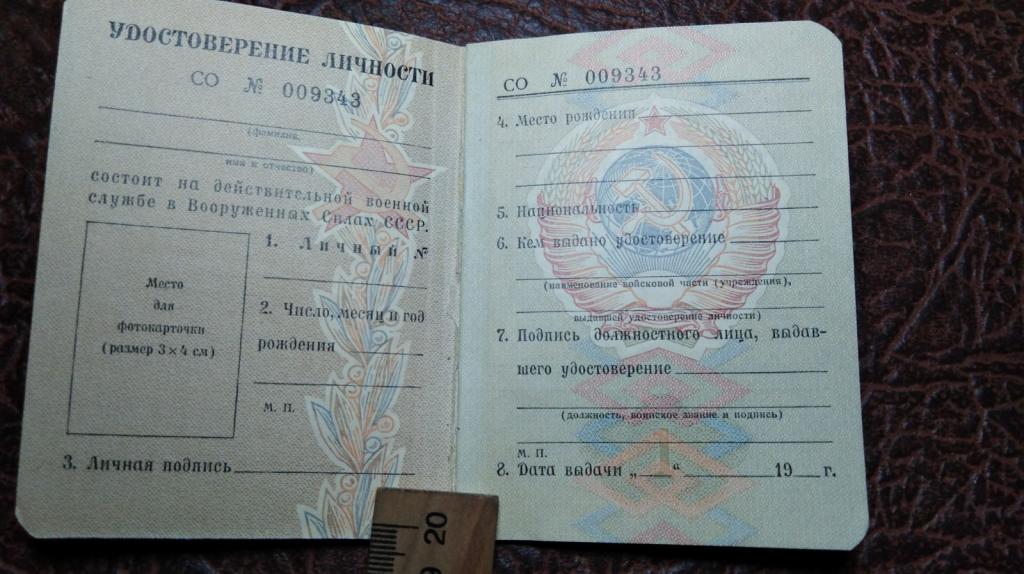 УДОСТОВЕРЕНИЕ ЛИЧНОСТИ
СО № 009343
(фамилия,
имя и отчество)
состоит на действительной военной
службе в Вооруженных Силах СССР.
Место
для
фотокарточки
(размер 3×4 см)
1. Личный №
2. Число, месяц и год
рождения
М. П.
3. Личная подпись
СО № 009343
4. Место рождения
5. Национальность
6. Кем выдано удостоверение
(наименование войсковой части (учреждения),
выдавшей удостоверение личности)
7. Подпись должностного лица, выдав-
шего удостоверение
(должность, воинское звание и подпись)
М. П.
8. Дата выдачи „ “ 19 г.
1
9 20